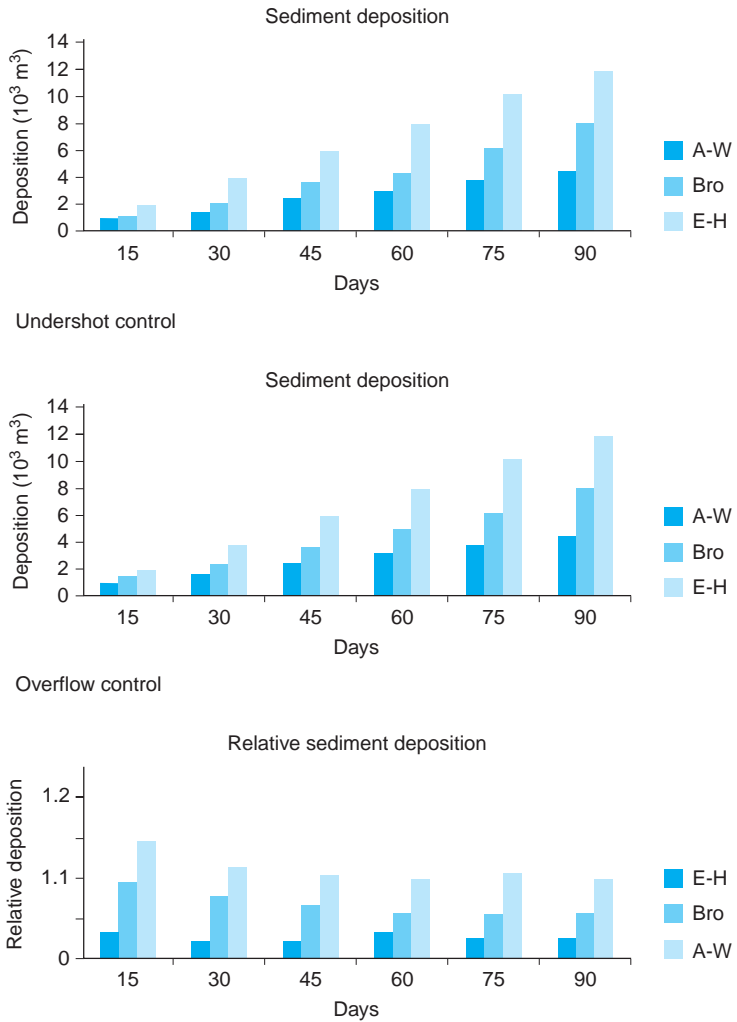 Sediment deposition
14
12
10
8
6
4
2
0
Deposition (10³ m³)
15 30 45 60 75 90
Days
A-W
Bro
E-H
Undershot control
Sediment deposition
14
12
10
8
6
4
2
0
Deposition (10³ m³)
15 30 45 60 75 90
Days
A-W
Bro
E-H
Overflow control
Relative sediment deposition
1.2
1.1
0
Relative deposition
15 30 45 60 75 90
Days
E-H
Bro
A-W